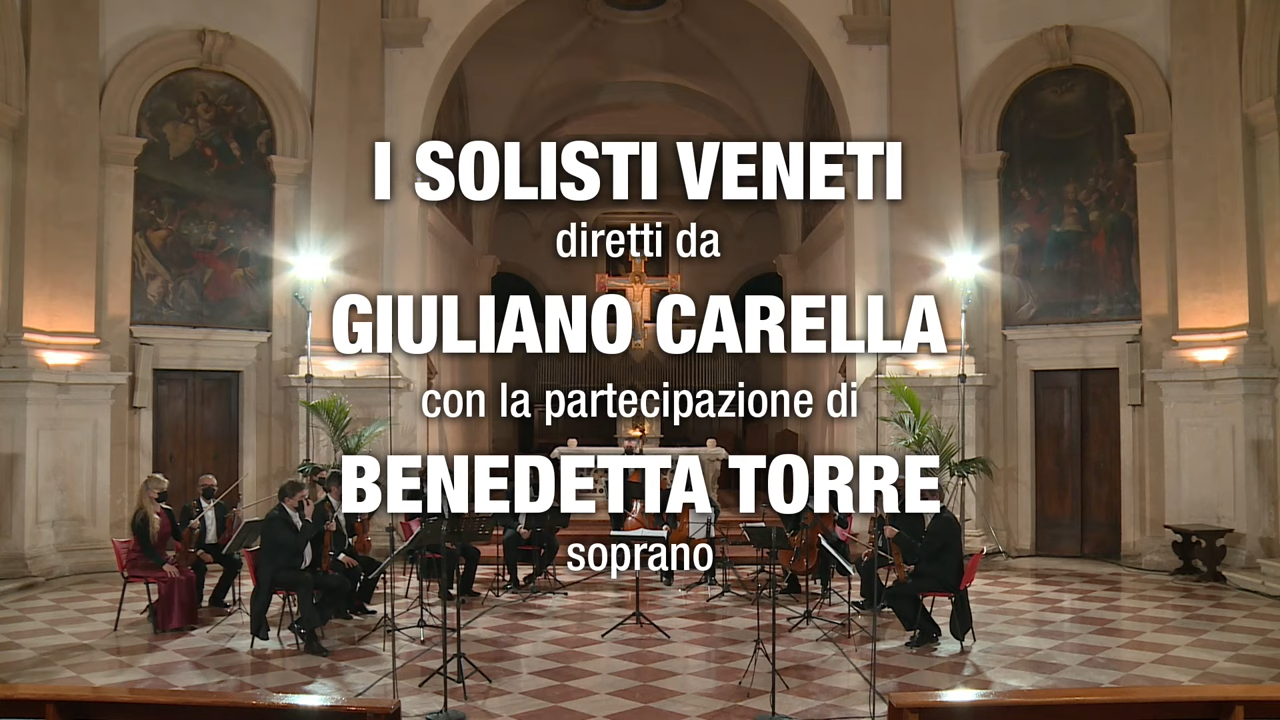 I SOLISTI VENETI
diretti da
GIULIANO CARELLA
con la partecipazione di
BENEDETTA TORRE
soprano